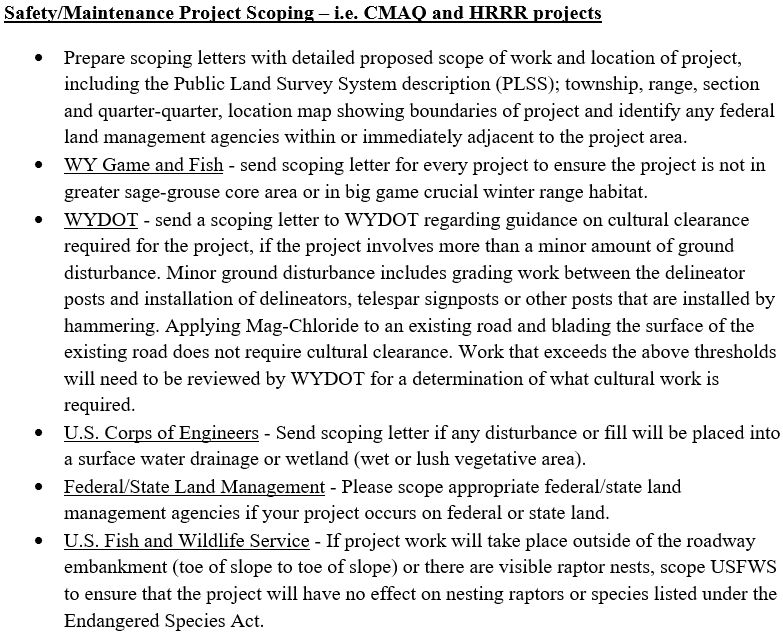 Safety/Maintenance Project Scoping – i.e. CMAQ and HRRR projects
• Prepare scoping letters with detailed proposed scope of work and location of project,
including the Public Land Survey System description (PLSS); township, range, section
and quarter-quarter, location map showing boundaries of project and identify any federal
land management agencies within or immediately adjacent to the project area.
• WY Game and Fish - send scoping letter for every project to ensure the project is not in
greater sage-grouse core area or in big game crucial winter range habitat.
• WYDOT - send a scoping letter to WYDOT regarding guidance on cultural clearance
required for the project, if the project involves more than a minor amount of ground
disturbance. Minor ground disturbance includes grading work between the delineator
posts and installation of delineators, telespar signposts or other posts that are installed by
hammering. Applying Mag-Chloride to an existing road and blading the surface of the
existing road does not require cultural clearance. Work that exceeds the above thresholds
will need to be reviewed by WYDOT for a determination of what cultural work is
required.
• U.S. Corps of Engineers - Send scoping letter if any disturbance or fill will be placed into
a surface water drainage or wetland (wet or lush vegetative area).
• Federal/State Land Management - Please scope appropriate federal/state land
management agencies if your project occurs on federal or state land.
• U.S. Fish and Wildlife Service - If project work will take place outside of the roadway
embankment (toe of slope to toe of slope) or there are visible raptor nests, scope USFWS
to ensure that the project will have no effect on nesting raptors or species listed under the
Endangered Species Act.